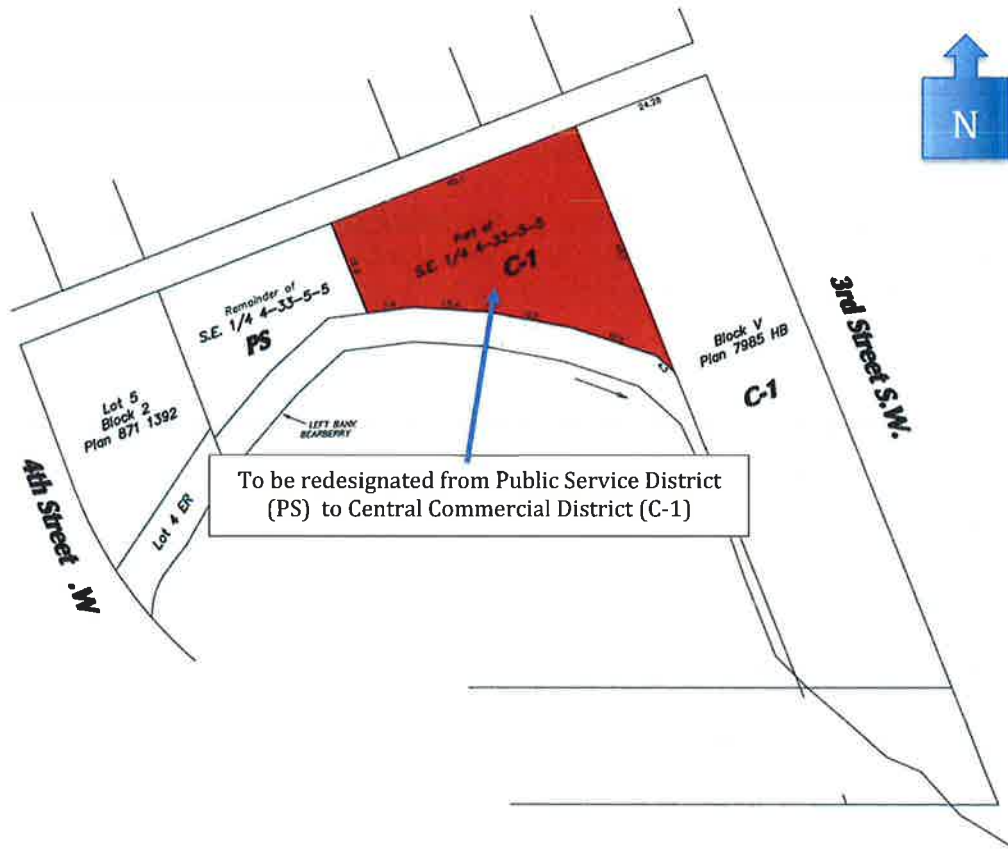 N
24.28
Part of
S.E. 1/4 4-33-5-5
C-1
Remainder of
S.E. 1/4 4-33-5-5
PS
Block V
Plan 7985 HB
C-1
3rd Street S.W.
Lot 5
Block 2
Plan 871 1392
LEFT BANK
BEARBERRY
4th Street .W
Lot 4 ER
To be redesignated from Public Service District
(PS) to Central Commercial District (C-1)